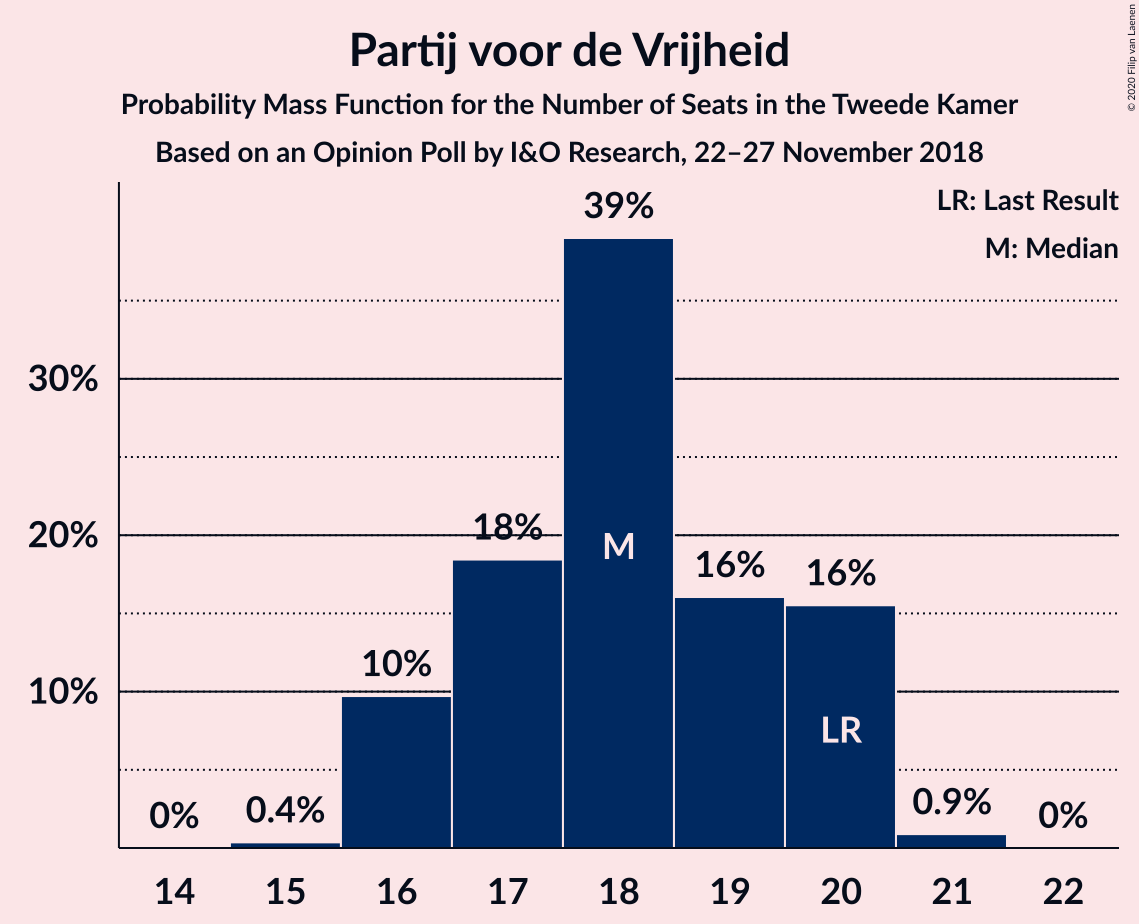 Partij voor de Vrijheid
Probability Mass Function for the Number of Seats in the Tweede Kamer
Based on an Opinion Poll by I&O Research, 22–27 November 2018
© 2020 Filip van Laenen
LR: Last Result
M: Median
39%
30%
20%
10%
0%
0.4%
10%
18%
M
16%
16%
LR
0.9%
0%
14 15 16 17 18 19 20 21 22